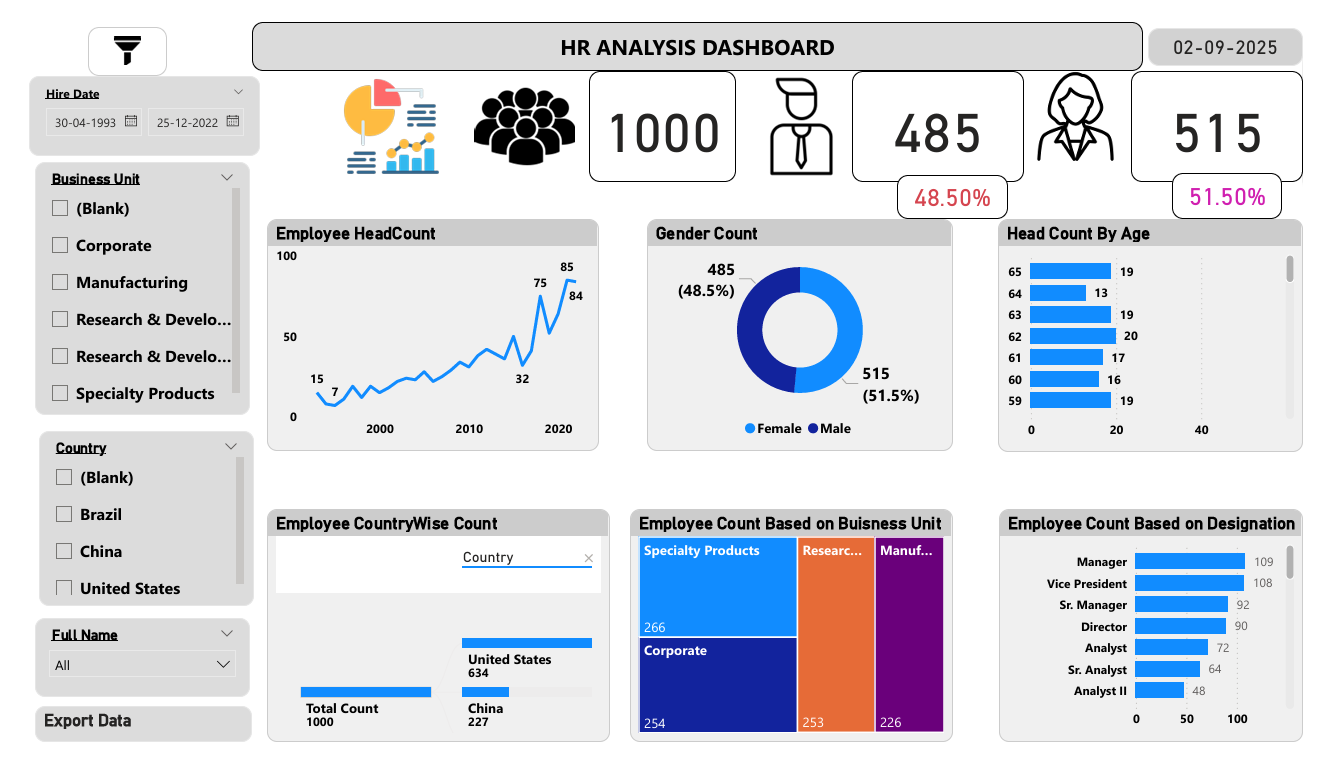 HR ANALYSIS DASHBOARD
02-09-2025
Hire Date
30-04-1993
25-12-2022
1000
485
515
48.50%
51.50%
Business Unit
(Blank)
Corporate
Manufacturing
Research & Develo...
Research & Develo...
Specialty Products
Country
(Blank)
Brazil
China
United States
Full Name
All
Export Data
Employee HeadCount
100
50
0
15
7
32
75
85
84
2000
2010
2020
Gender Count
485
(48.5%)
515
(51.5%)
Female
Male
Head Count By Age
65
19
64
13
63
19
62
20
61
17
60
16
59
19
0
20
40
Employee CountryWise Count
Country
Total Count
1000
United States
634
China
227
Employee Count Based on Buisness Unit
Specialty Products
266
Corporate
254
Researc...
253
Manuf...
226
Employee Count Based on Designation
Manager
109
Vice President
108
Sr. Manager
92
Director
90
Analyst
72
Sr. Analyst
64
Analyst II
48
0
50
100